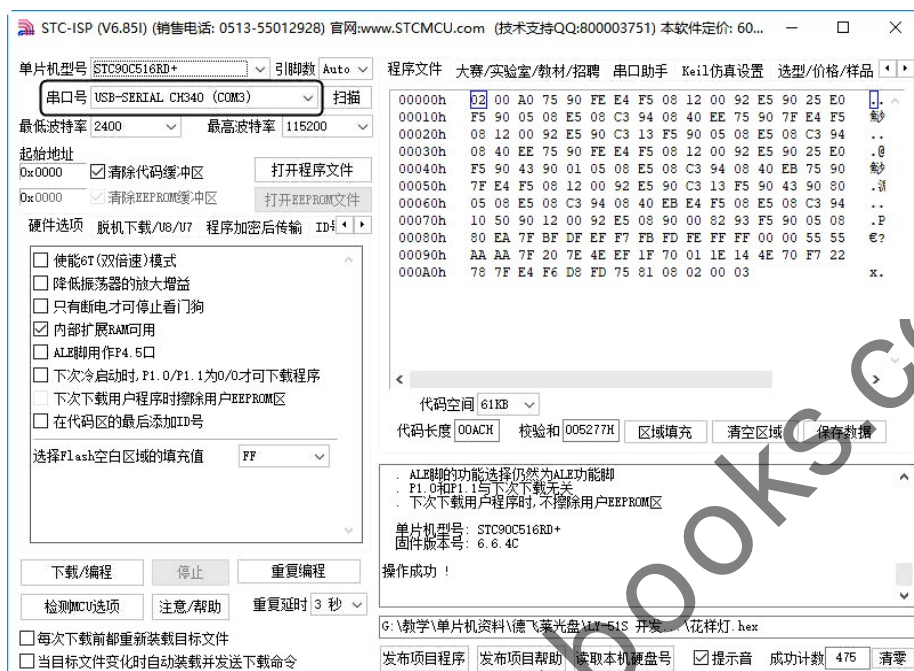 STC-ISP (V6.85I) (销售电话: 0513-55012928) 官网:www.STCMCU.com (技术支持QQ:800003751) 本软件定价: 60...
单片机型号 STC90C516RD+ 引脚数 Auto
串口号 USB-SERIAL CH340 (COM3) 扫描
最低波特率 2400 最高波特率 115200
起始地址
0x0000 清除代码缓冲区 打开程序文件
0x0000 清除EEPROM缓冲区 打开EEPROM文件
硬件选项 脱机下载/U8/U7 程序加密后传输
使能6T(双倍速)模式
降低振荡器的放大增益
只有断电才可停止看门狗
内部扩展RAM可用
ALE脚用作P4.5口
下次冷启动时,P1.0/P1.1为0/0才可下载程序
下次下载用户程序时擦除用户EEPROM区
在代码区的最后添加ID号
选择Flash空白区域的填充值 FF
下载/编程 停止 重复编程
检测MCU选项 注意/帮助 重复延时 3 秒
每次下载前都重新装载目标文件
当目标文件变化时自动装载并发送下载命令
程序文件 大赛/实验室/教材/招聘 串口助手 Keil仿真设置 选型/价格/样品
00000h 02 00 A0 75 90 FE E4 F5 08 12 00 92 E5 90 25 E0 ..
00010h F5 90 05 08 E5 08 C3 94 08 40 EE 75 90 7F E4 F5
00020h 08 12 00 92 E5 90 C3 13 F5 90 05 08 E5 08 C3 94 ..
00030h 08 40 EE 75 90 FE E4 F5 08 12 00 92 E5 90 25 E0 .@
00040h F5 90 43 90 01 05 08 E5 08 C3 94 08 40 EB 75 90
00050h 7F E4 F5 08 12 00 92 E5 90 C3 13 F5 90 43 90 80
00060h 05 08 E5 08 C3 94 08 40 EB E4 F5 08 E5 08 C3 94 ..
00070h 10 50 90 12 00 92 E5 08 90 00 82 93 F5 90 05 08 .P
00080h 80 EA 7F BF DF EF F7 FB FD FE FF FF 00 00 55 55 €?
00090h AA AA 7F 20 7E 4E EF 1F 70 01 1E 14 4E 70 F7 22
000A0h 78 7F E4 F6 D8 FD 75 81 08 02 00 03 x.
代码空间 61KB
代码长度 00ACH 校验和 005277H 区域填充 清空区域 保存数据
. ALE脚的功能选择仍然为ALE功能脚
. P1.0和P1.1与下次下载无关
. 下次下载用户程序时,不擦除用户EEPROM区
单片机型号: STC90C516RD+
固件版本号: 6.6.4C
操作成功 !
G:\教学\单片机资料\德飞莱光盘\LY-51S 开发...\花样灯.hex
发布项目程序 发布项目帮助 读取本机硬盘号 提示音 成功计数 475 清零